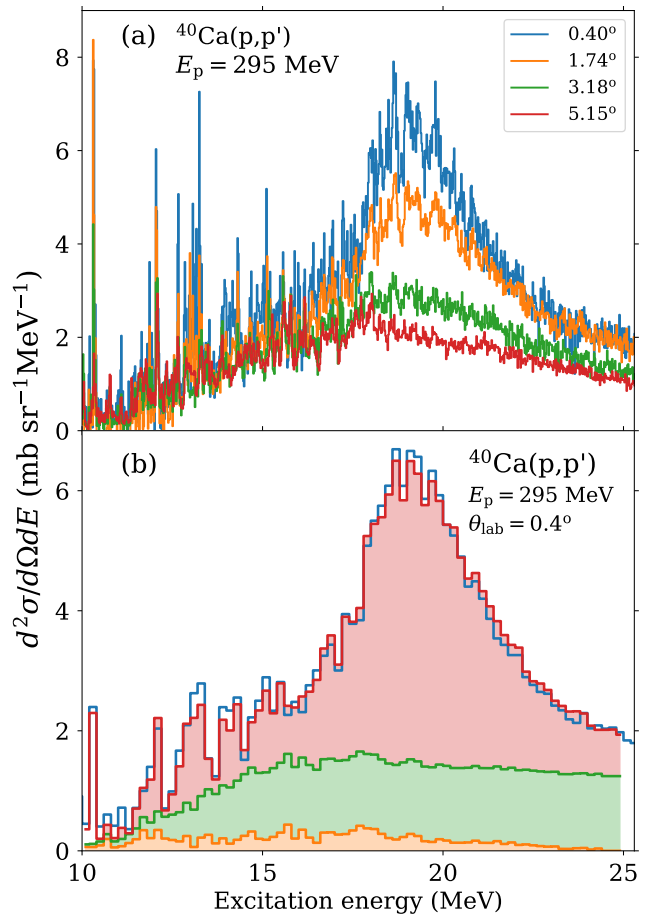 (a)
⁴⁰Ca(p,p')
Eₚ = 295 MeV
0.40°
1.74°
3.18°
5.15°
8
6
4
2
0
d²σ/dΩdE (mb sr⁻¹MeV⁻¹)
(b)
⁴⁰Ca(p,p')
Eₚ = 295 MeV
θ_lab = 0.4°
6
4
2
0
10 15 20 25
Excitation energy (MeV)